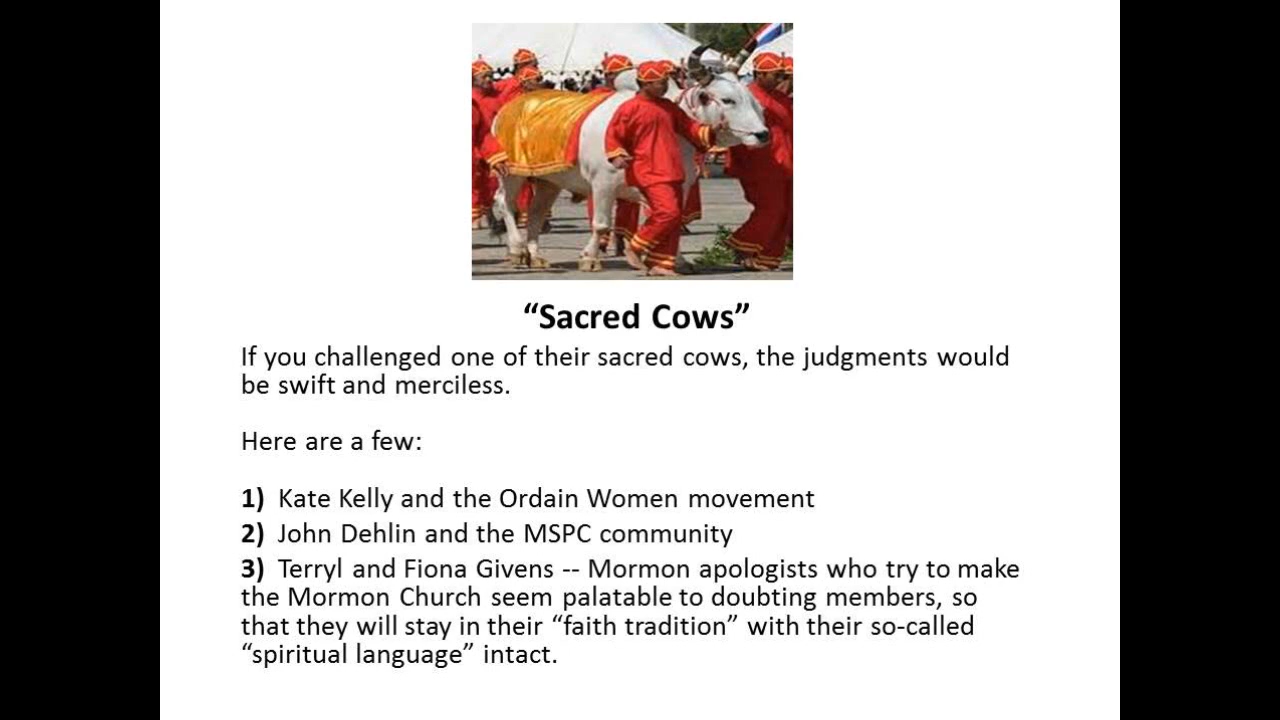 “Sacred Cows”
If you challenged one of their sacred cows, the judgments would
be swift and merciless.
Here are a few:
1) Kate Kelly and the Ordain Women movement
2) John Dehlin and the MSPC community
3) Terryl and Fiona Givens -- Mormon apologists who try to make
the Mormon Church seem palatable to doubting members, so
that they will stay in their “faith tradition” with their so-called
“spiritual language” intact.